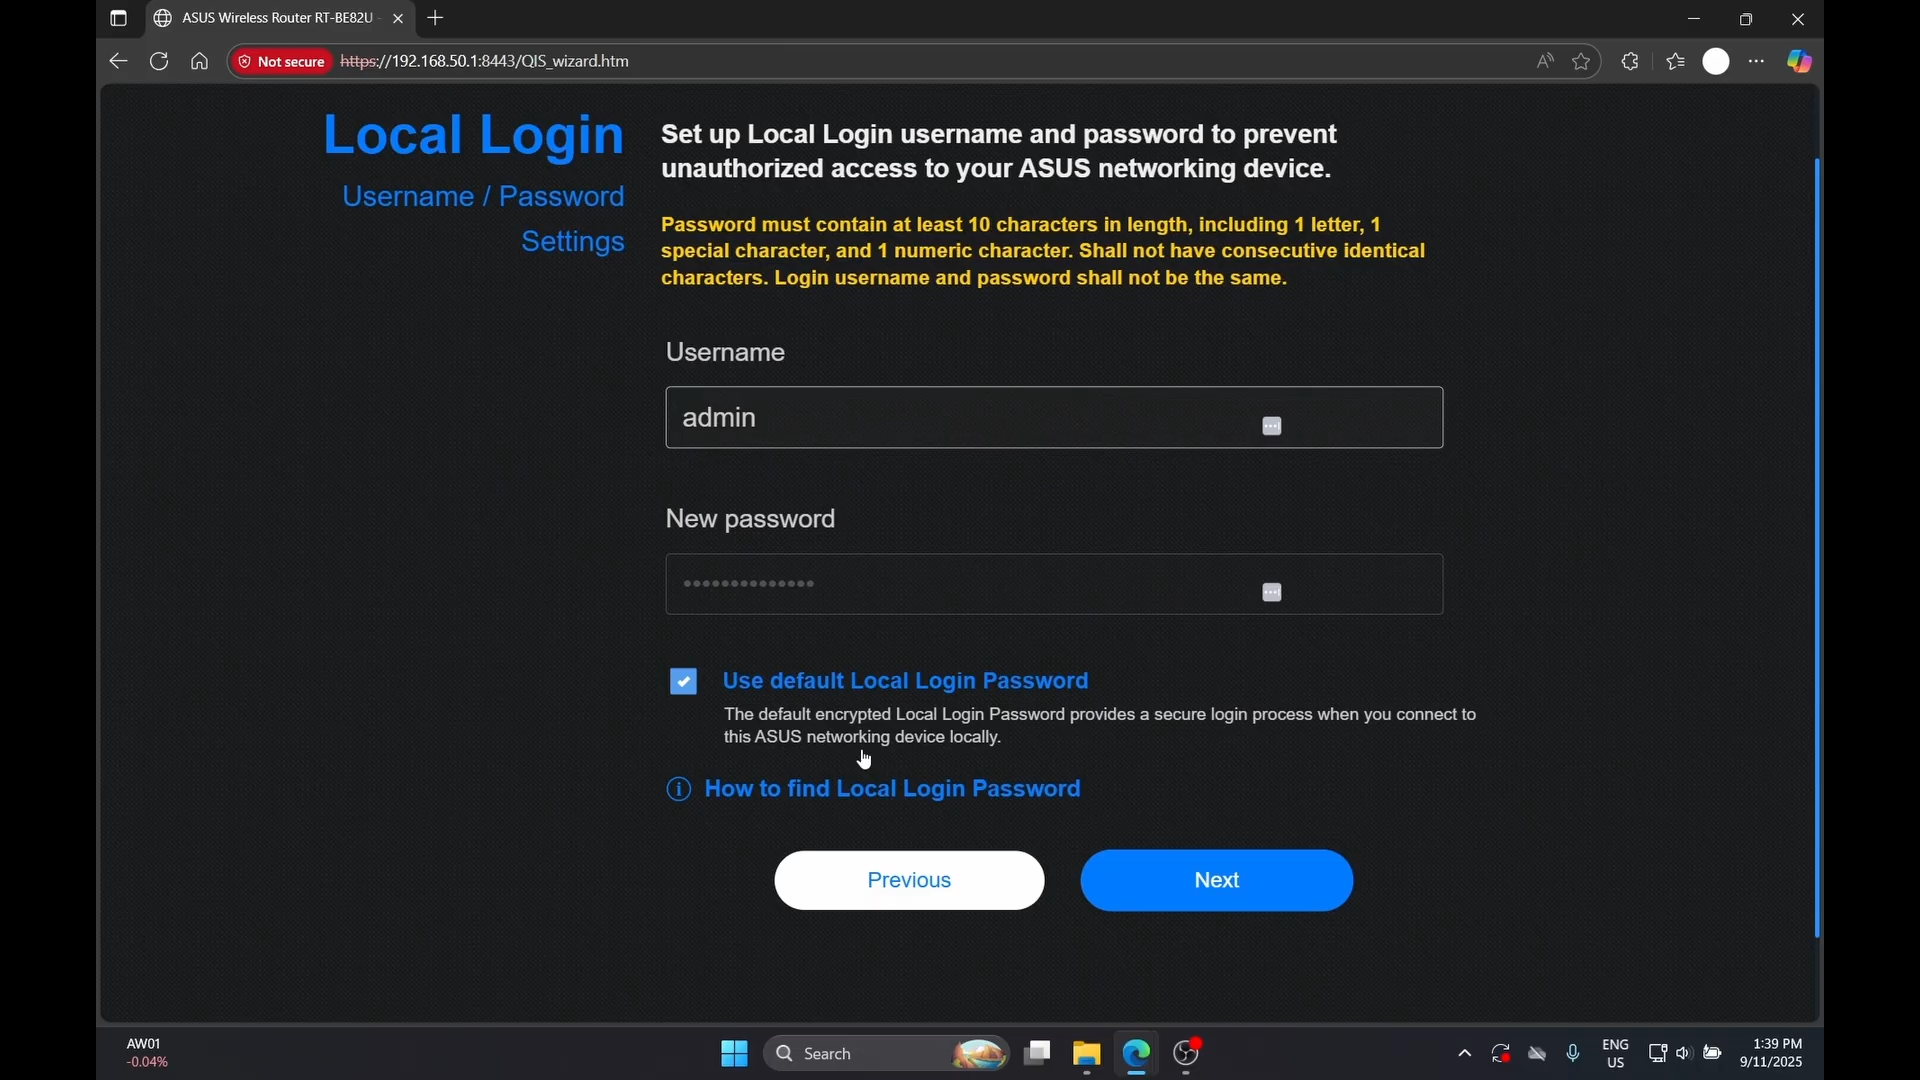 ASUS Wireless Router RT-BE82U -
Not secure https://192.168.50.1:8443/QIS_wizard.htm
Local Login
Username / Password
Settings
Set up Local Login username and password to prevent
unauthorized access to your ASUS networking device.
Password must contain at least 10 characters in length, including 1 letter, 1
special character, and 1 numeric character. Shall not have consecutive identical
characters. Login username and password shall not be the same.
Username
admin
New password
Use default Local Login Password
The default encrypted Local Login Password provides a secure login process when you connect to
this ASUS networking device locally.
How to find Local Login Password
Previous
Next
AW01
-0.04%
Search
ENG
US
1:39 PM
9/11/2025